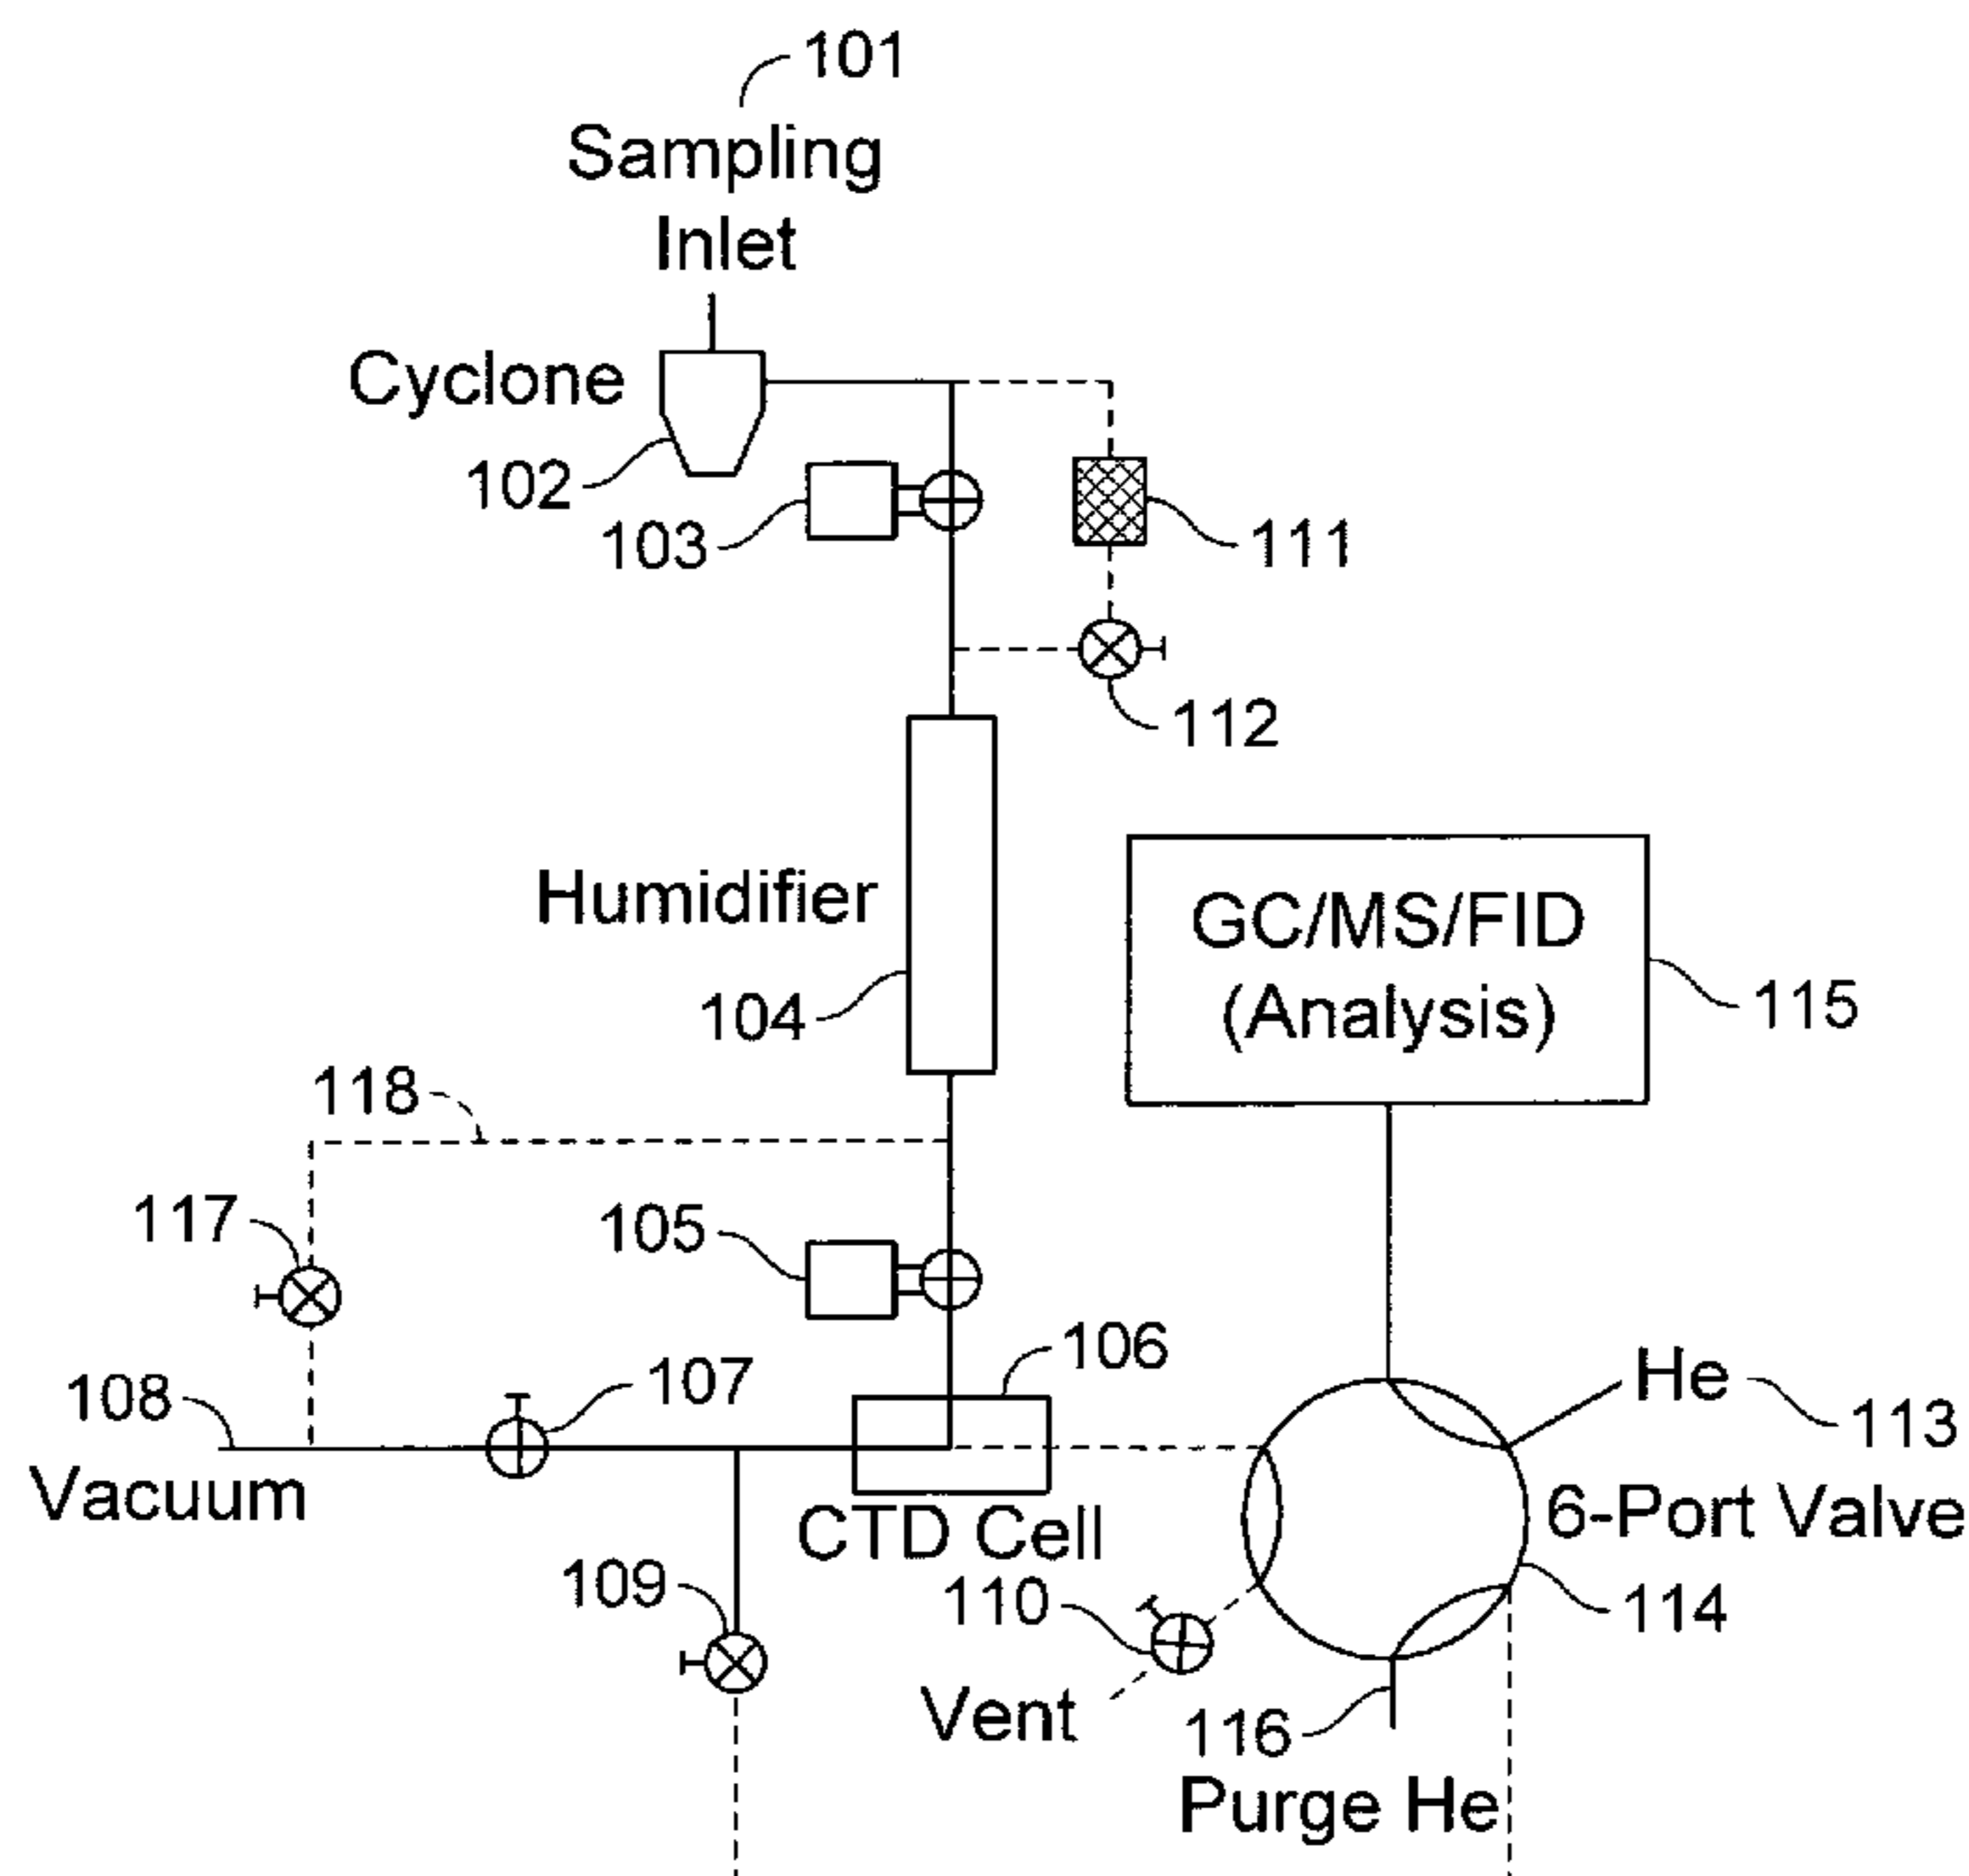 101
Sampling
Inlet
Cyclone
102
103
111
112
Humidifier
104
GC/MS/FID
(Analysis)
115
118
117
105
106
107
108
Vacuum
He
113
6-Port Valve
CTD Cell
109
110
114
Vent
116
Purge He